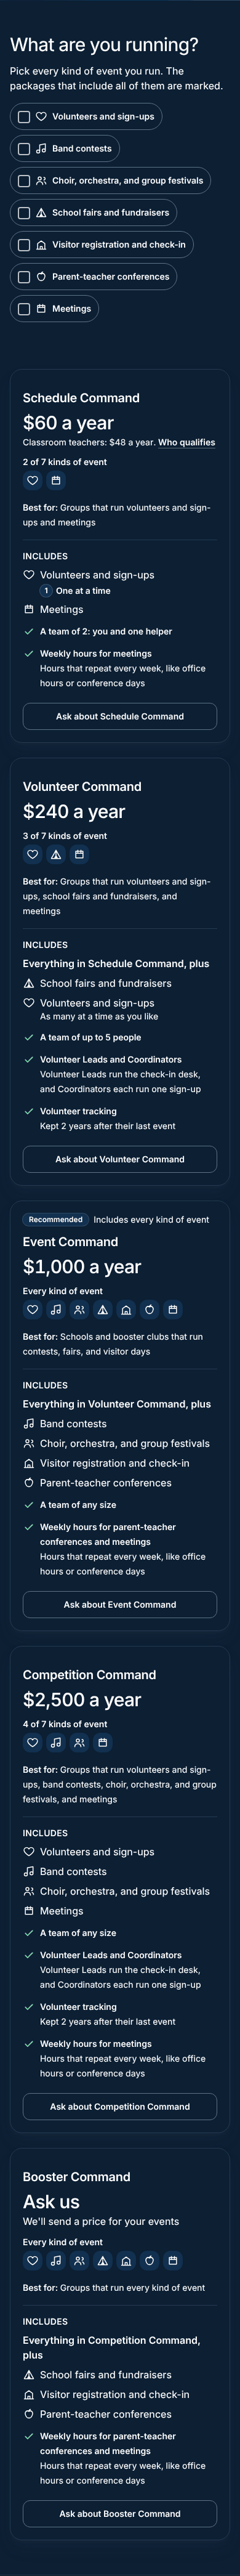 What are you running?
Pick every kind of event you run. The
packages that include all of them are marked.
Volunteers and sign-ups
Band contests
Choir, orchestra, and group festivals
School fairs and fundraisers
Visitor registration and check-in
Parent-teacher conferences
Meetings
Schedule Command
$60 a year
Classroom teachers: $48 a year. Who qualifies
2 of 7 kinds of event
Best for: Groups that run volunteers and sign-
ups and meetings
INCLUDES
Volunteers and sign-ups
1 One at a time
Meetings
A team of 2: you and one helper
Weekly hours for meetings
Hours that repeat every week, like office
hours or conference days
Ask about Schedule Command
Volunteer Command
$240 a year
3 of 7 kinds of event
Best for: Groups that run volunteers and sign-
ups, school fairs and fundraisers, and
meetings
INCLUDES
Everything in Schedule Command, plus
School fairs and fundraisers
Volunteers and sign-ups
As many at a time as you like
A team of up to 5 people
Volunteer Leads and Coordinators
Volunteer Leads run the check-in desk,
and Coordinators each run one sign-up
Volunteer tracking
Kept 2 years after their last event
Ask about Volunteer Command
Recommended Includes every kind of event
Event Command
$1,000 a year
Every kind of event
Best for: Schools and booster clubs that run
contests, fairs, and visitor days
INCLUDES
Everything in Volunteer Command, plus
Band contests
Choir, orchestra, and group festivals
Visitor registration and check-in
Parent-teacher conferences
A team of any size
Weekly hours for parent-teacher
conferences and meetings
Hours that repeat every week, like office
hours or conference days
Ask about Event Command
Competition Command
$2,500 a year
4 of 7 kinds of event
Best for: Groups that run volunteers and sign-
ups, band contests, choir, orchestra, and group
festivals, and meetings
INCLUDES
Volunteers and sign-ups
Band contests
Choir, orchestra, and group festivals
Meetings
A team of any size
Volunteer Leads and Coordinators
Volunteer Leads run the check-in desk,
and Coordinators each run one sign-up
Volunteer tracking
Kept 2 years after their last event
Weekly hours for meetings
Hours that repeat every week, like office
hours or conference days
Ask about Competition Command
Booster Command
Ask us
We'll send a price for your events
Every kind of event
Best for: Groups that run every kind of event
INCLUDES
Everything in Competition Command,
plus
School fairs and fundraisers
Visitor registration and check-in
Parent-teacher conferences
Weekly hours for parent-teacher
conferences and meetings
Hours that repeat every week, like office
hours or conference days
Ask about Booster Command